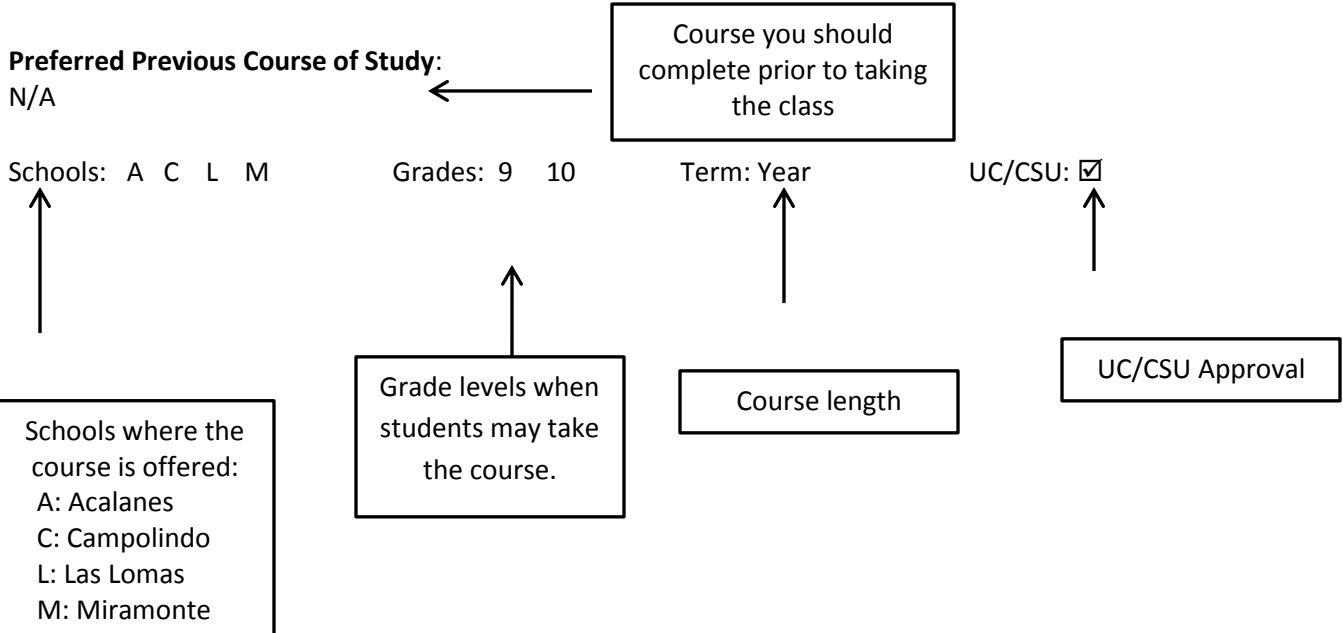 Course you should
complete prior to taking
the class
Preferred Previous Course of Study:
N/A
Schools: A C L M Grades: 9 10 Term: Year UC/CSU: ☑
Schools where the
course is offered:
A: Acalanes
C: Campolindo
L: Las Lomas
M: Miramonte
Grade levels when
students may take
the course.
Course length
UC/CSU Approval